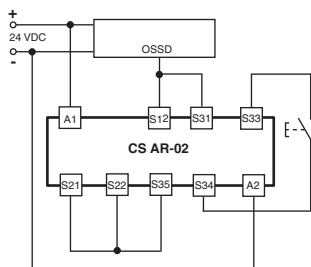 +
24 VDC
-
OSSD
A1
S12
S31
S33
CS AR-02
S21
S22
S35
S34
A2